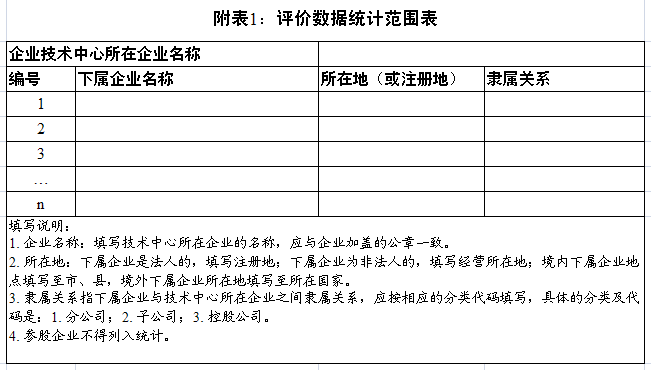 附表1：评价数据统计范围表
企业技术中心所在企业名称
编号 下属企业名称 所在地（或注册地） 隶属关系
1
2
3
…
n
填写说明：
1. 企业名称：填写技术中心所在企业的名称，应与企业加盖的公章一致。
2. 所在地：下属企业是法人的，填写注册地；下属企业为非法人的，填写经营所在地；境内下属企业地
点填写至市、县，境外下属企业所在地填写至所在国家。
3. 隶属关系指下属企业与技术中心所在企业之间隶属关系，应按相应的分类代码填写，具体的分类及代
码是：1. 分公司；2. 子公司；3. 控股公司。
4. 参股企业不得列入统计。